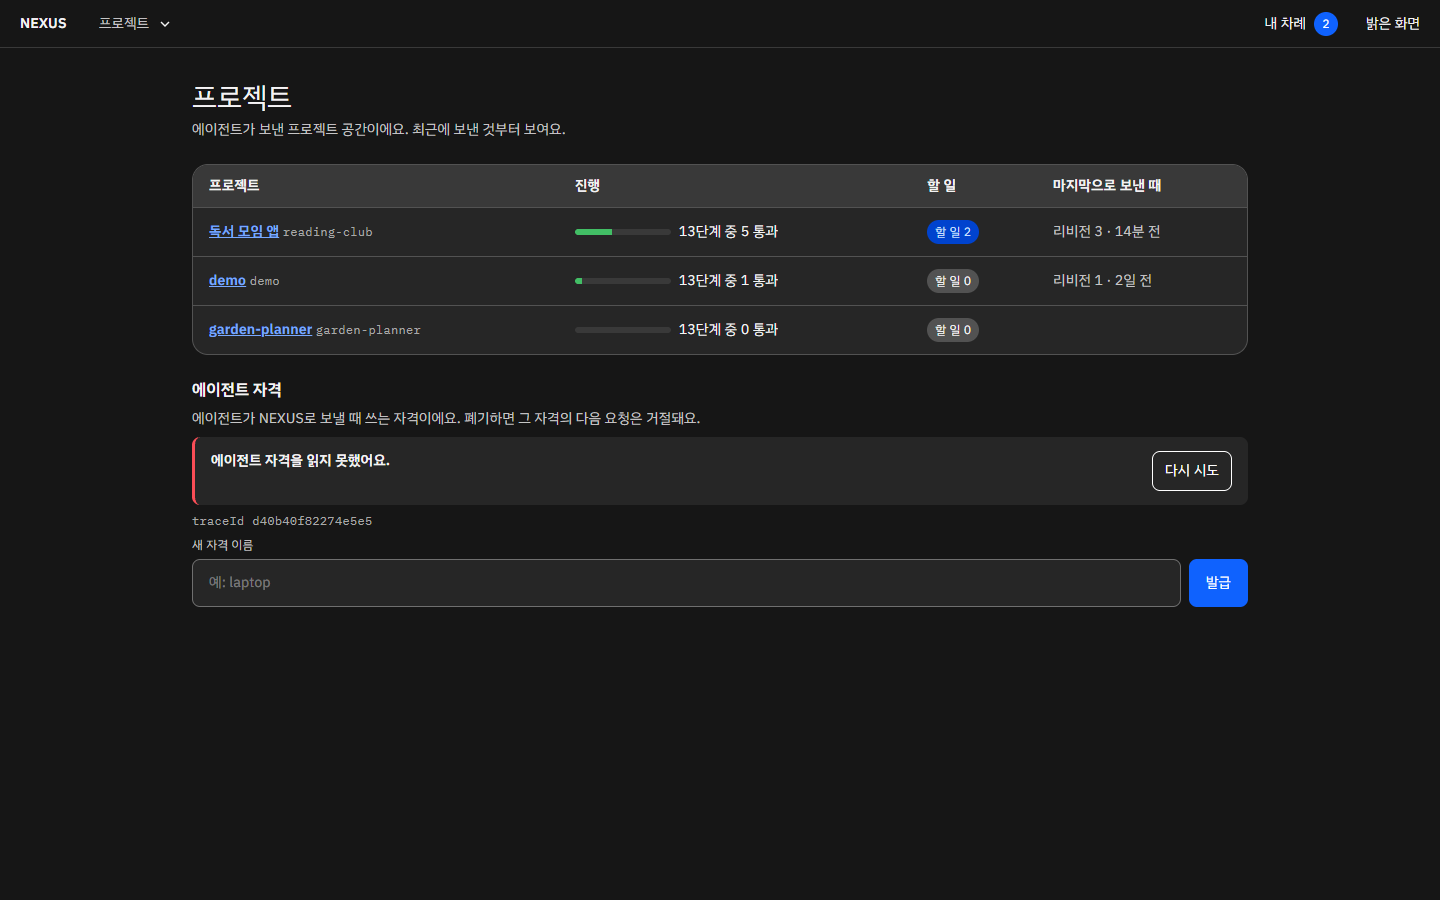 NEXUS 프로젝트 내 차례 2 밝은 화면
프로젝트
에이전트가 보낸 프로젝트 공간이에요. 최근에 보낸 것부터 보여요.
프로젝트 진행 할 일 마지막으로 보낸 때
독서 모임 앱 reading-club 13단계 중 5 통과 할 일 2 리비전 3 · 14분 전
demo demo 13단계 중 1 통과 할 일 0 리비전 1 · 2일 전
garden-planner garden-planner 13단계 중 0 통과 할 일 0
에이전트 자격
에이전트가 NEXUS로 보낼 때 쓰는 자격이에요. 폐기하면 그 자격의 다음 요청은 거절돼요.
에이전트 자격을 읽지 못했어요. 다시 시도
traceId d40b40f82274e5e5
새 자격 이름
예: laptop 발급